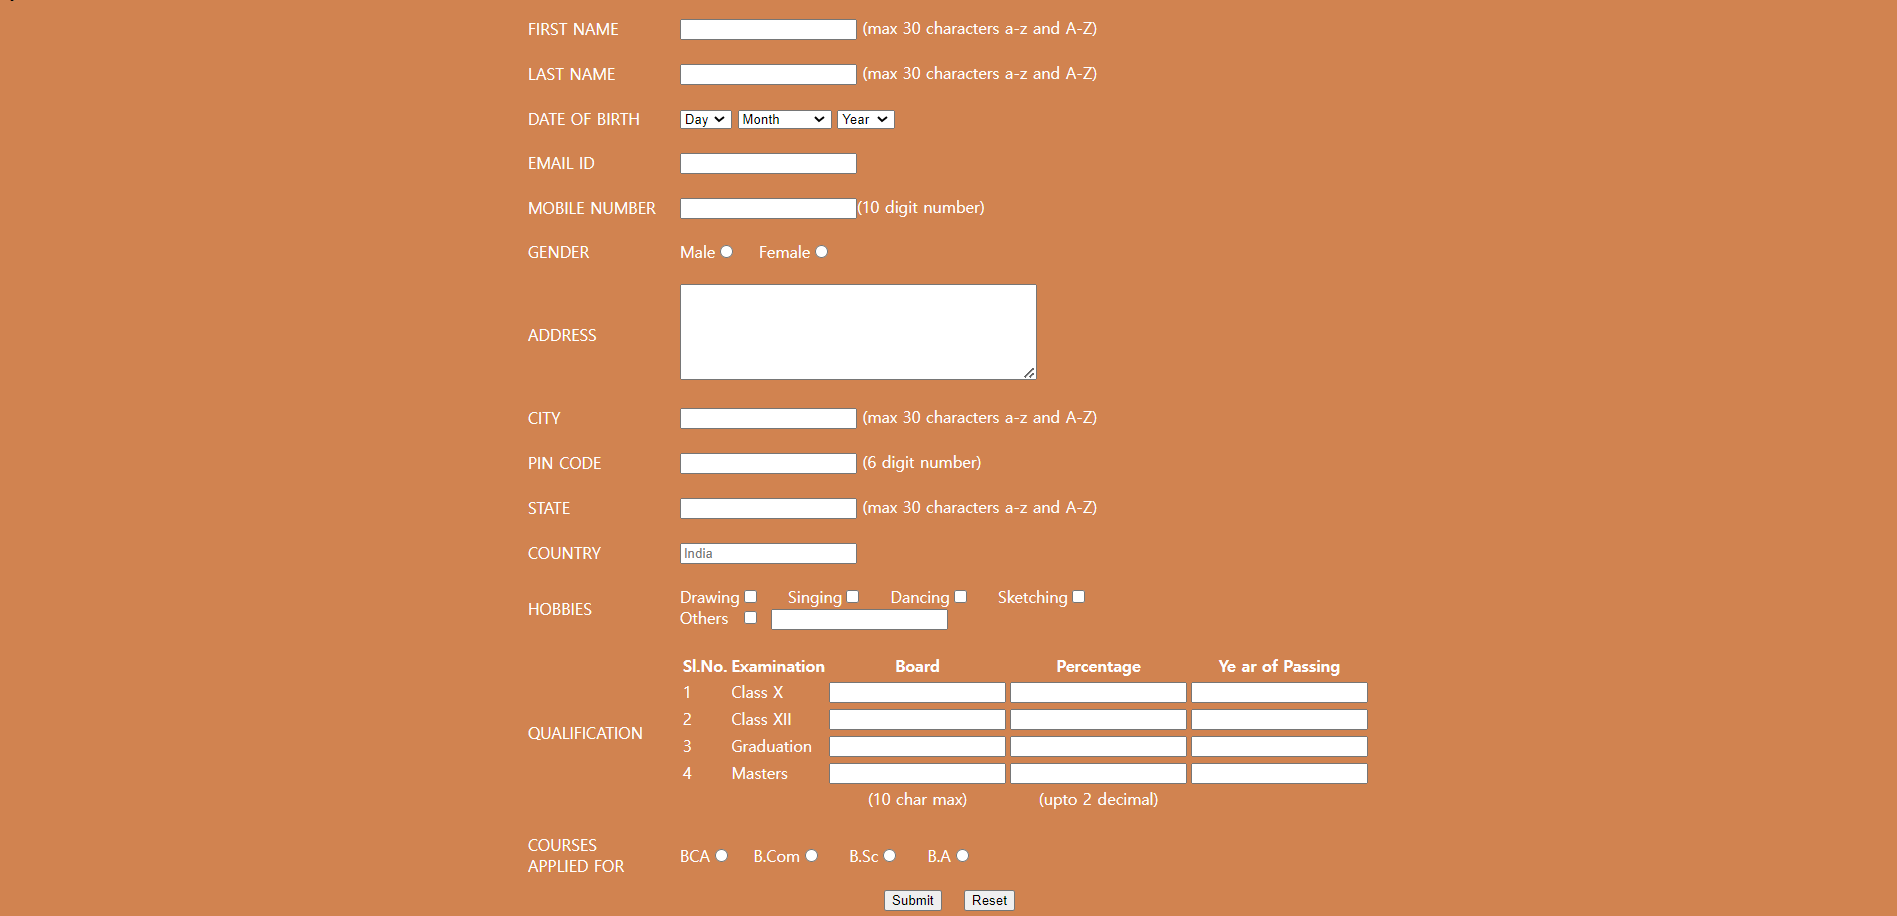 FIRST NAME (max 30 characters a-z and A-Z)
LAST NAME (max 30 characters a-z and A-Z)
DATE OF BIRTH Day Month Year
EMAIL ID
MOBILE NUMBER (10 digit number)
GENDER Male Female
ADDRESS
CITY (max 30 characters a-z and A-Z)
PIN CODE (6 digit number)
STATE (max 30 characters a-z and A-Z)
COUNTRY India
HOBBIES Drawing Singing Dancing Sketching
Others
Sl.No. Examination Board Percentage Ye ar of Passing
1 Class X
2 Class XII
QUALIFICATION
3 Graduation
4 Masters
(10 char max) (upto 2 decimal)
COURSES
APPLIED FOR
BCA B.Com B.Sc B.A
Submit Reset